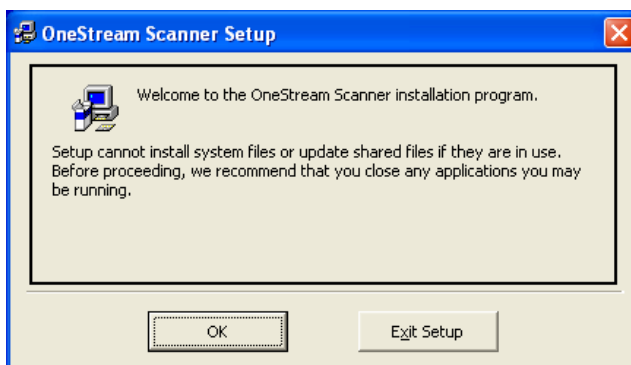 OneStream Scanner Setup
Welcome to the OneStream Scanner installation program.
Setup cannot install system files or update shared files if they are in use.
Before proceeding, we recommend that you close any applications you may
be running.
OK
Exit Setup